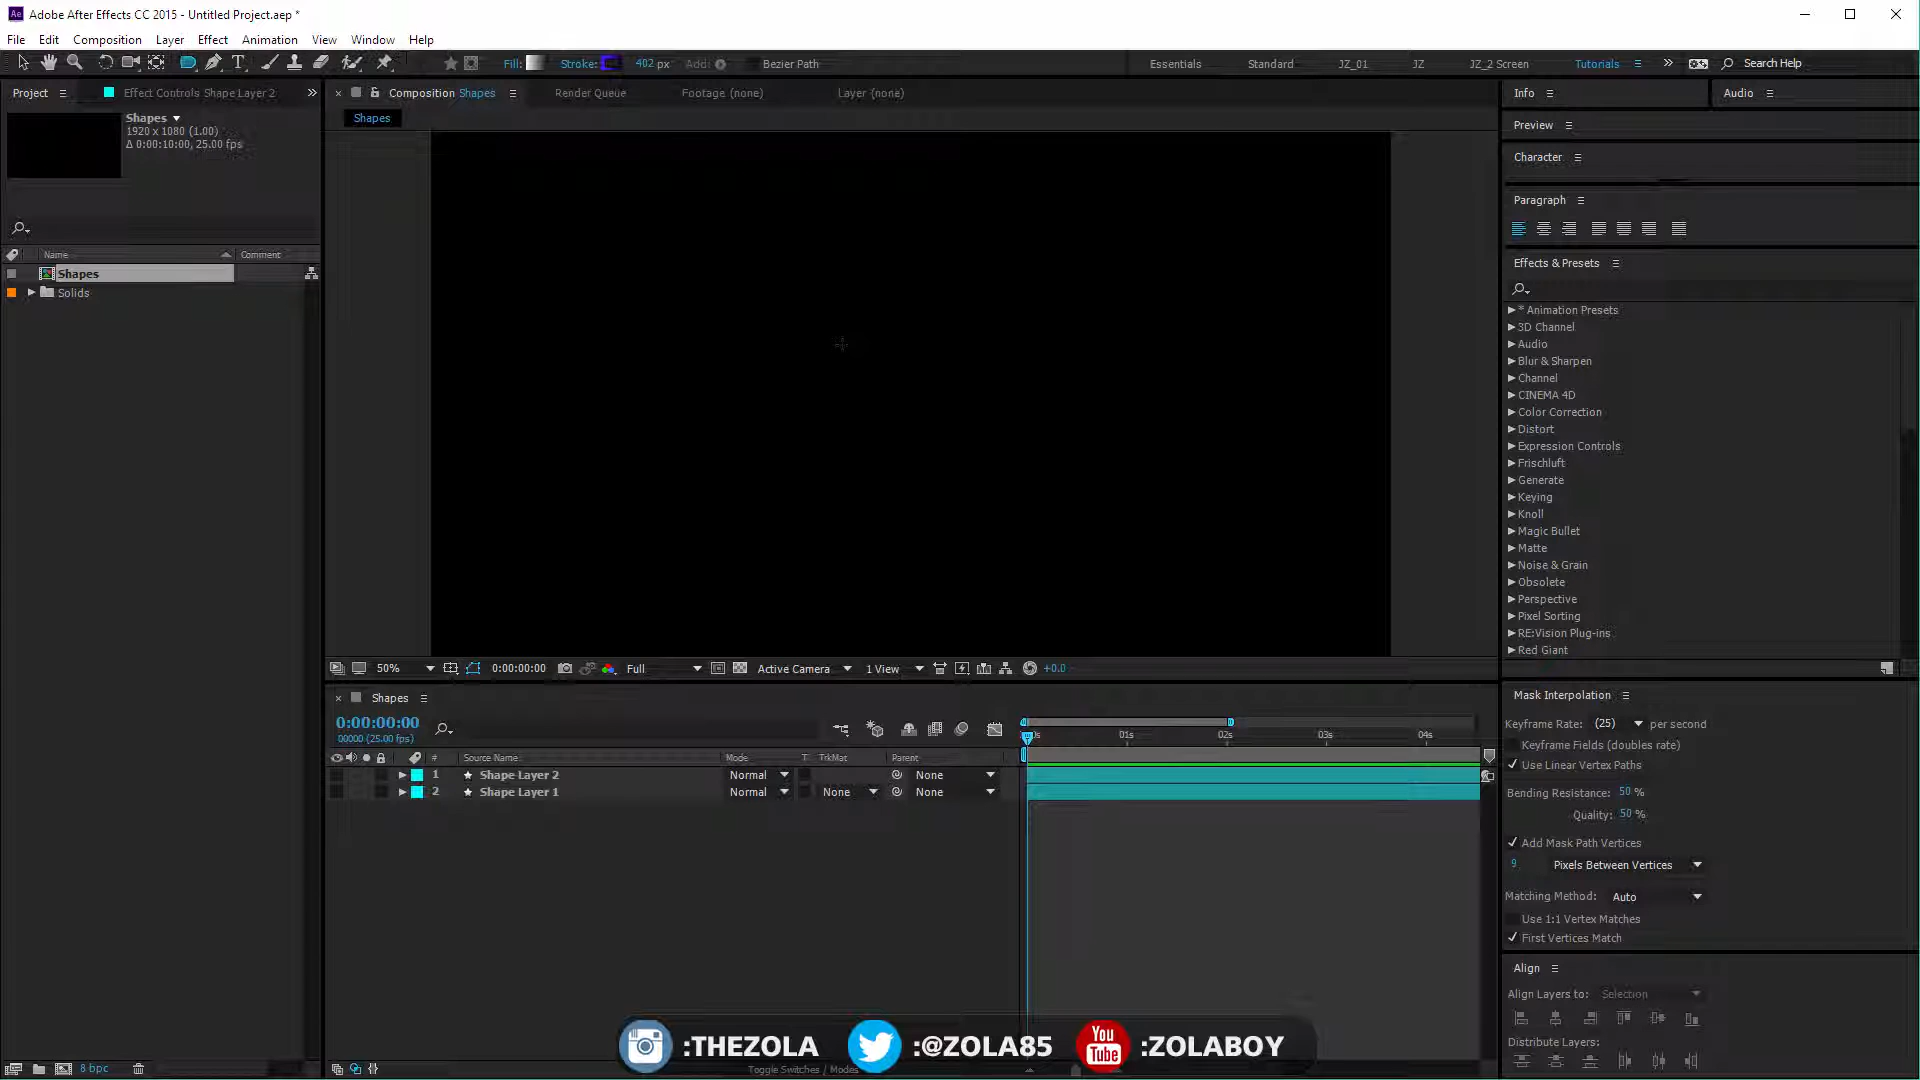 Adobe After Effects CC 2015 - Untitled Project.aep *
File Edit Composition Layer Effect Animation View Window Help
Fill: Stroke: 402 px Add: Bezier Path Essentials Standard JZ_01 JZ JZ_2 Screen Tutorials Search Help
Project Effect Controls Shape Layer 2
Composition Shapes Render Queue Footage (none) Layer (none)
Info Audio
Shapes
1920 x 1080 (1.00)
Δ 0:00:10:00, 25.00 fps
Shapes
Preview
Character
Paragraph
Name Comment
Shapes
Solids
Effects & Presets
* Animation Presets
3D Channel
Audio
Blur & Sharpen
Channel
CINEMA 4D
Color Correction
Distort
Expression Controls
Frischluft
Generate
Keying
Knoll
Magic Bullet
Matte
Noise & Grain
Obsolete
Perspective
Pixel Sorting
RE:Vision Plug-ins
Red Giant
50% 0:00:00:00 Full Active Camera 1 View +0.0
Shapes
0:00:00:00
00000 (25.00 fps)
01s 02s 03s 04s
# Source Name Mode T TrkMat Parent
1 Shape Layer 2 Normal None
2 Shape Layer 1 Normal None None
Mask Interpolation
Keyframe Rate: (25) per second
Keyframe Fields (doubles rate)
Use Linear Vertex Paths
Bending Resistance: 50 %
Quality: 50 %
Add Mask Path Vertices
9 Pixels Between Vertices
Matching Method: Auto
Use 1:1 Vertex Matches
First Vertices Match
Align
Align Layers to: Selection
Distribute Layers:
:THEZOLA :@ZOLA85 You Tube :ZOLABOY
8 bpc
Toggle Switches / Modes